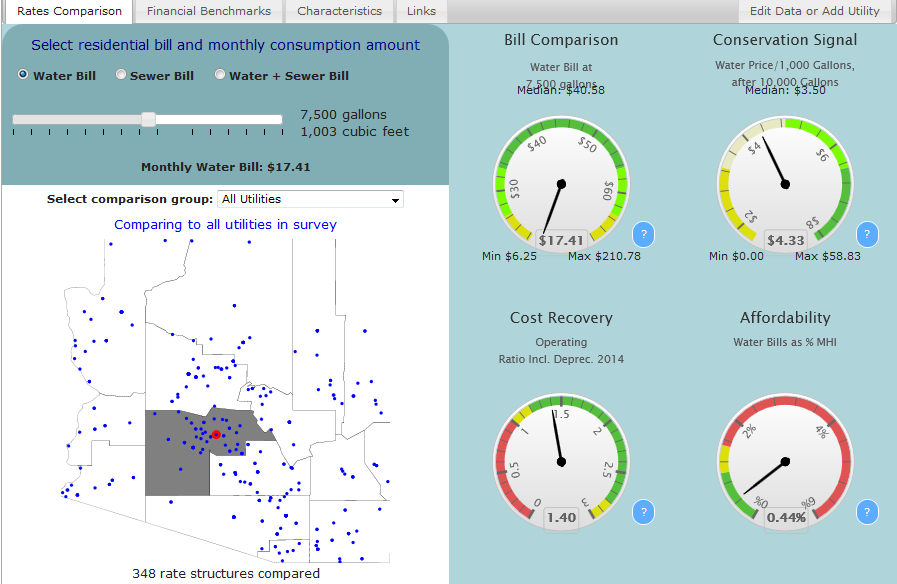 Rates Comparison
Financial Benchmarks
Characteristics
Links
Edit Data or Add Utility
Select residential bill and monthly consumption amount
Water Bill
Sewer Bill
Water + Sewer Bill
7,500 gallons
1,003 cubic feet
Monthly Water Bill: $17.41
Select comparison group:
All Utilities
Comparing to all utilities in survey
348 rate structures compared
Bill Comparison
Water Bill at
7,500 gallons
Median: $40.58
$30
$40
$50
$60
$17.41
?
Min $6.25
Max $210.78
Conservation Signal
Water Price/1,000 Gallons,
after 10,000 Gallons
Median: $3.50
$2
$4
$6
$8
$4.33
?
Min $0.00
Max $58.83
Cost Recovery
Operating
Ratio Incl. Deprec. 2014
0
0.5
1
1.5
2
2.5
3
1.40
?
Affordability
Water Bills as % MHI
0%
2%
4%
6%
0.44%
?